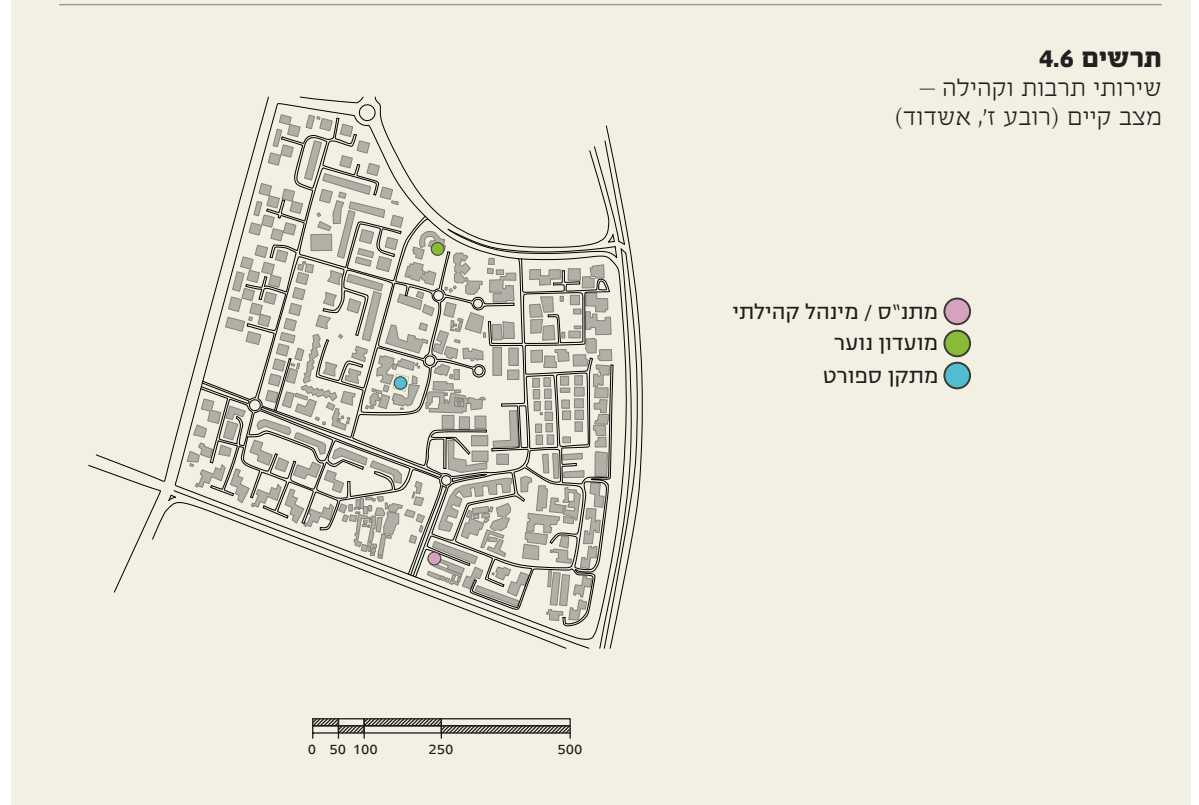 תרשים 4.6
שירותי תרבות וקהילה –
מצב קיים (רובע ז', אשדוד)
מתנ"ס / מינהל קהילתי
מועדון נוער
מתקן ספורט
0 50 100 250 500